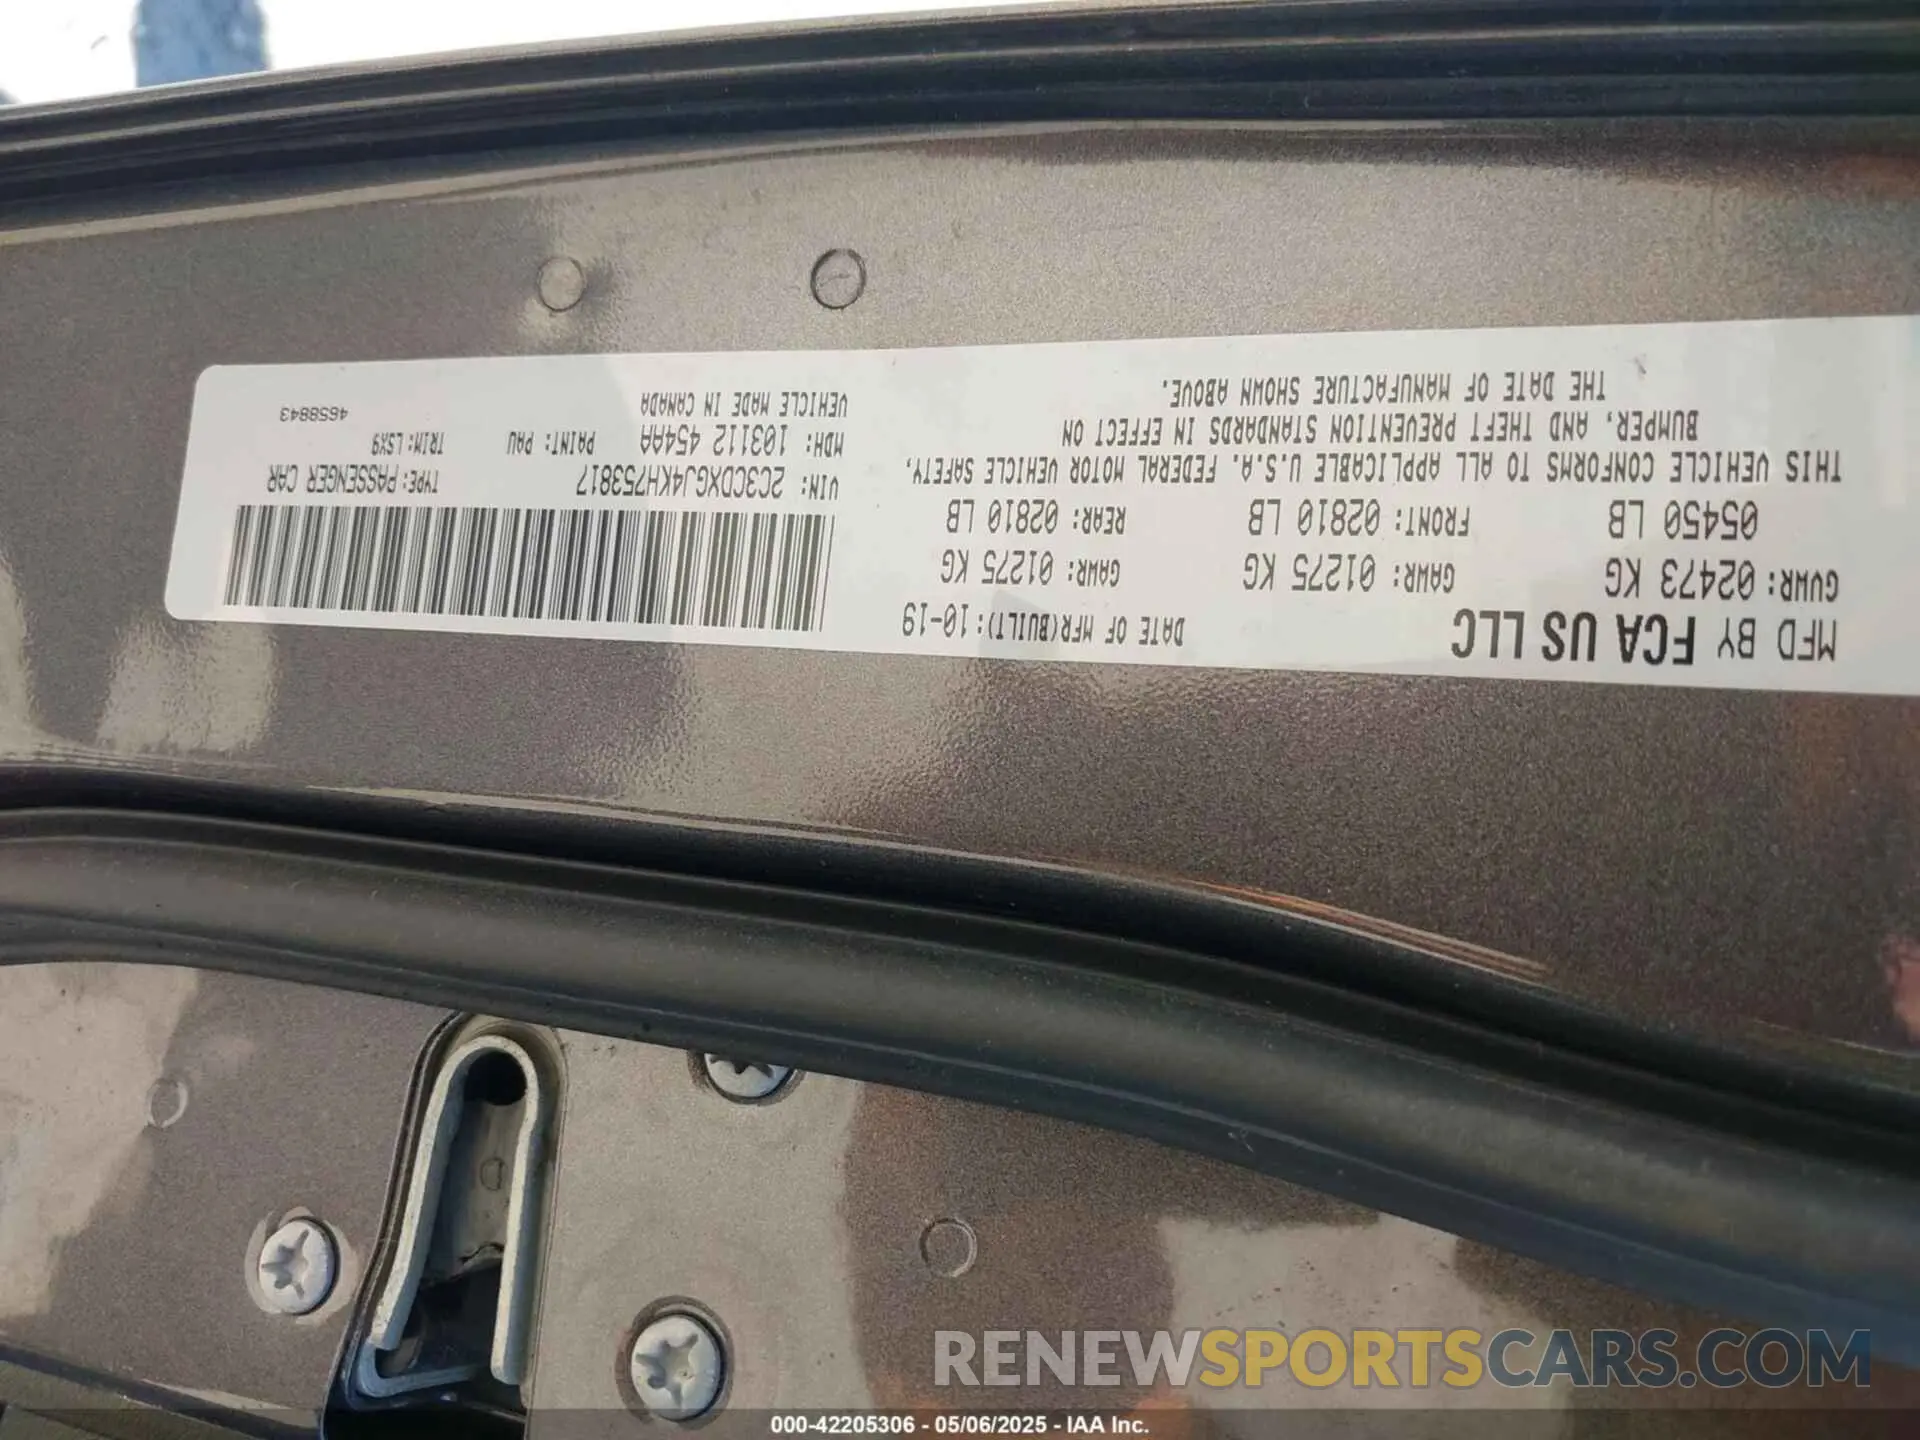 MFD BY FCA US LLC
DATE OF MFR(BUILT):10-19
GVWR: 02473 KG
GAWR: 01275 KG
GAWR: 01275 KG
05450 LB
FRONT: 02810 LB
REAR: 02810 LB
THIS VEHICLE CONFORMS TO ALL APPLICABLE U.S.A. FEDERAL MOTOR VEHICLE SAFETY,
BUMPER, AND THEFT PREVENTION STANDARDS IN EFFECT ON
THE DATE OF MANUFACTURE SHOWN ABOVE.
VIN: 2C3CDXGJ4KH753817
TYPE: PASSENGER CAR
MDH: 103112 454AA
PAINT: PAU
TRIM: LSX9
VEHICLE MADE IN CANADA
4658843
RENEWSPORTSCARS.COM
000-42205306 - 05/06/2025 - IAA Inc.